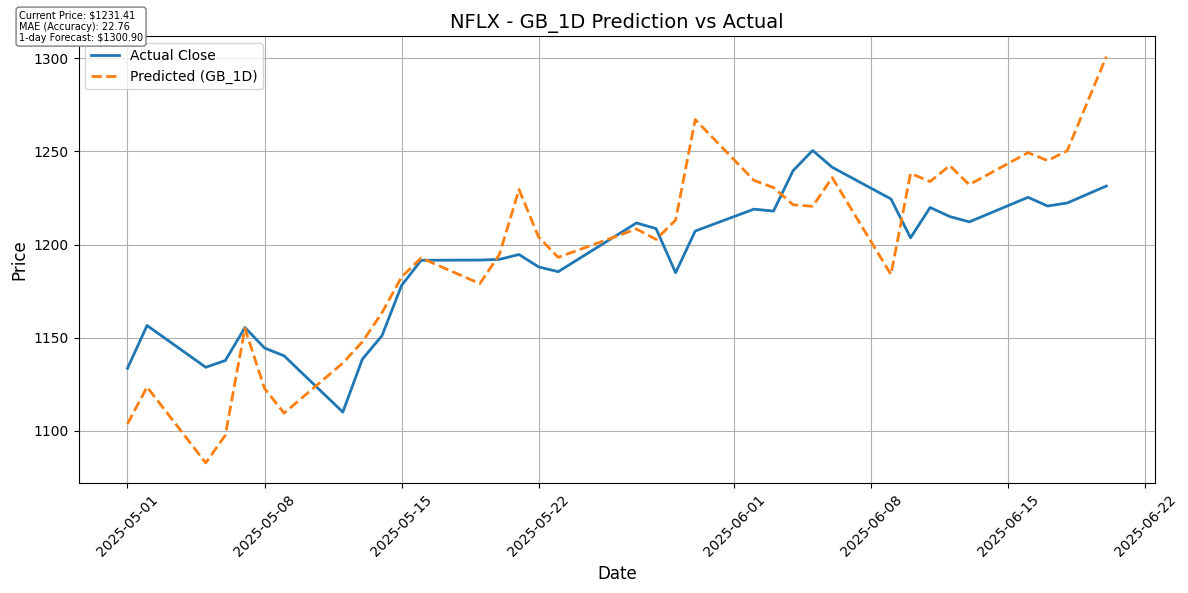 Current Price: $1231.41
MAE (Accuracy): 22.76
1-day Forecast: $1300.90
NFLX - GB_1D Prediction vs Actual
Actual Close
Predicted (GB_1D)
Price
1300
1250
1200
1150
1100
2025-05-01
2025-05-08
2025-05-15
2025-05-22
2025-06-01
2025-06-08
2025-06-15
2025-06-22
Date